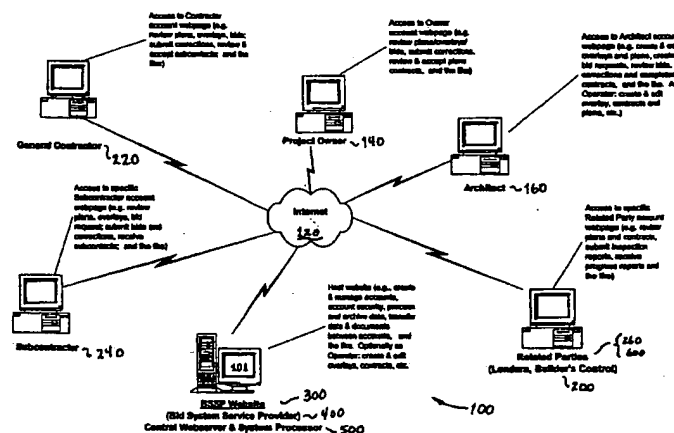 Access to Contractor
account webpage (e.g.
review plans, overlays, bids;
submit corrections, review &
accept subcontracts; and the
like)
General Contractor
220
Access to Owner
account webpage (e.g.
review plans/overlays/
bids, submit corrections,
review & accept plan
contracts, and the like)
Project Owner 140
Access to Architect account
webpage (e.g. create & edit
overlays and plans, create
bid requests, review bids,
corrections and completed
contracts, and the like. As
Operator: create & edit
overlay, contracts and
plans, etc.)
Architect 160
Internet
120
Access to specific
Subcontractor account
webpage (e.g. review
plans, overlays, bid
request; submit bids and
corrections, receive
subcontracts; and the like)
Subcontractor 240
Host website (e.g., create
& manage accounts,
account security, process
and archive data, transfer
data & documents
between accounts, and
the like. Optionally as
Operator: create & edit
overlays, contracts, etc.
101
BSSP Website 300
(Bid System Service Provider) 400
Central Webserver & System Processor 500
Access to specific
Related Party account
webpage (e.g. review
plans and contracts,
submit inspection
reports, receive
progress reports and
the like)
Related Parties 260
600
(Lenders, Builder's Control)
200
100